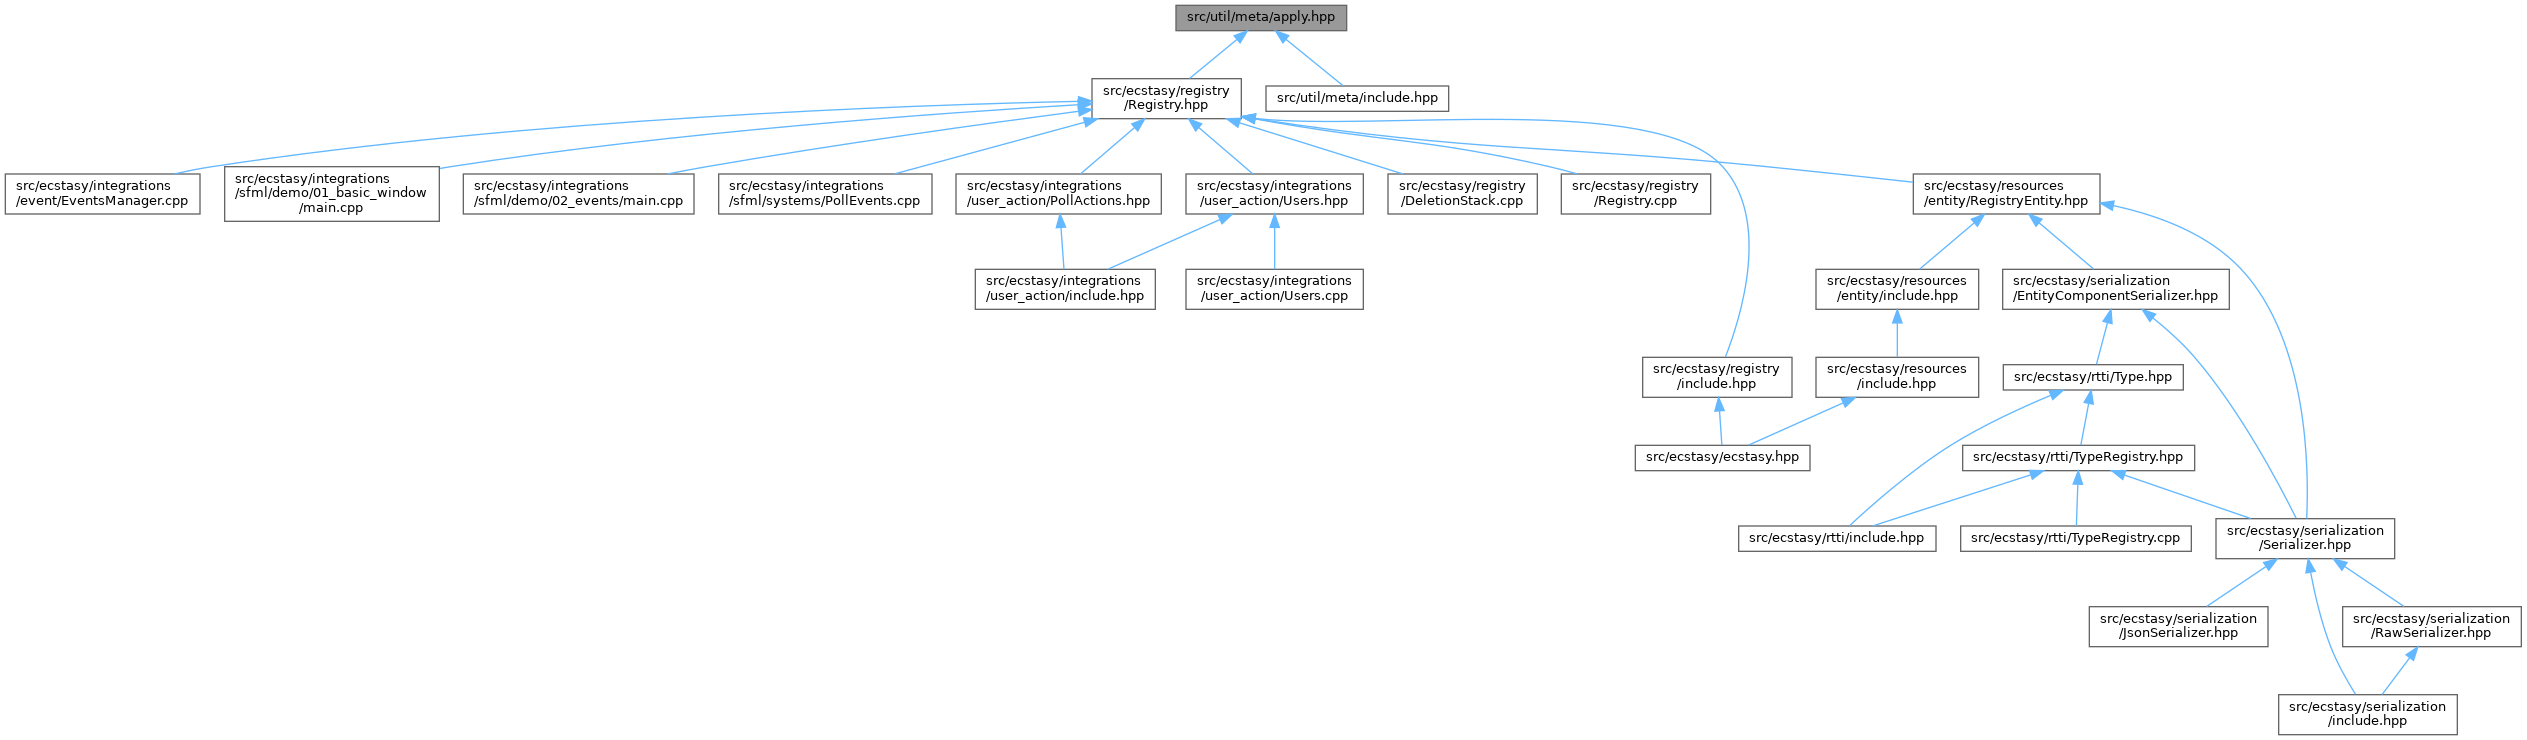 src/util/meta/apply.hpp
src/ecstasy/registry
/Registry.hpp
src/util/meta/include.hpp
src/ecstasy/integrations
/event/EventsManager.cpp
src/ecstasy/integrations
/sfml/demo/01_basic_window
/main.cpp
src/ecstasy/integrations
/sfml/demo/02_events/main.cpp
src/ecstasy/integrations
/sfml/systems/PollEvents.cpp
src/ecstasy/integrations
/user_action/PollActions.hpp
src/ecstasy/integrations
/user_action/Users.hpp
src/ecstasy/registry
/DeletionStack.cpp
src/ecstasy/registry
/Registry.cpp
src/ecstasy/resources
/entity/RegistryEntity.hpp
src/ecstasy/integrations
/user_action/include.hpp
src/ecstasy/integrations
/user_action/Users.cpp
src/ecstasy/resources
/entity/include.hpp
src/ecstasy/serialization
/EntityComponentSerializer.hpp
src/ecstasy/registry
/include.hpp
src/ecstasy/resources
/include.hpp
src/ecstasy/rtti/Type.hpp
src/ecstasy/ecstasy.hpp
src/ecstasy/rtti/TypeRegistry.hpp
src/ecstasy/rtti/include.hpp
src/ecstasy/rtti/TypeRegistry.cpp
src/ecstasy/serialization
/Serializer.hpp
src/ecstasy/serialization
/JsonSerializer.hpp
src/ecstasy/serialization
/RawSerializer.hpp
src/ecstasy/serialization
/include.hpp